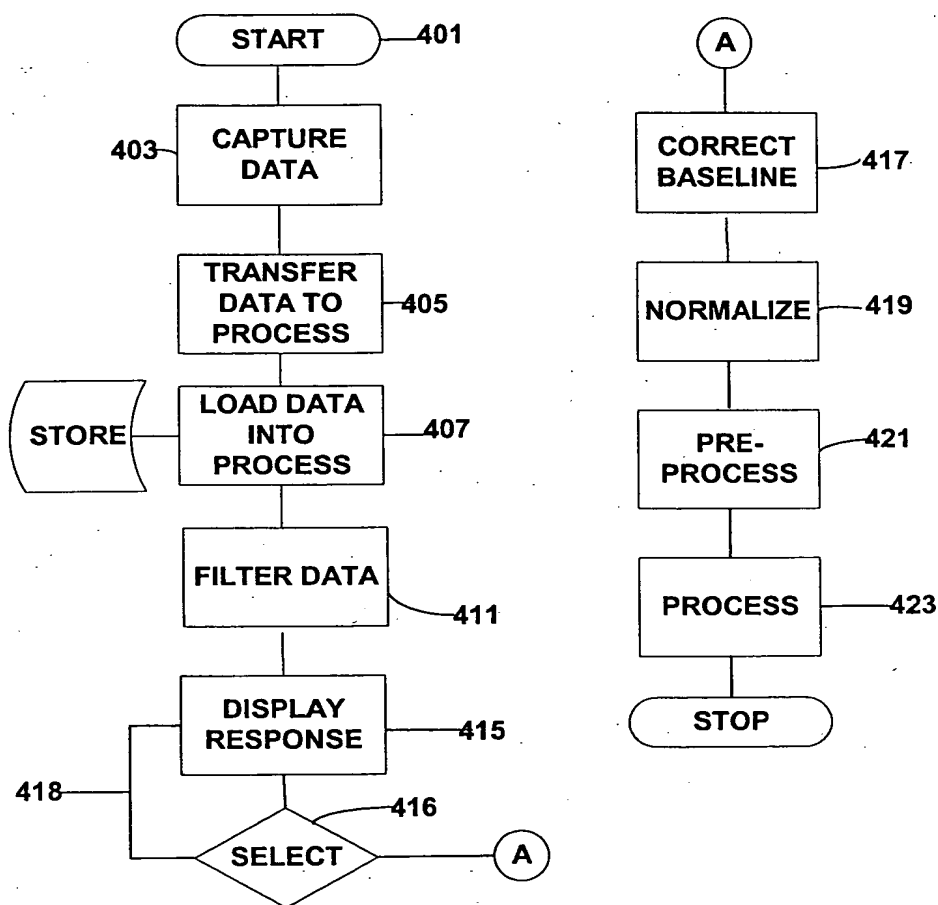 START
401
403
CAPTURE
DATA
TRANSFER
DATA TO
PROCESS
405
STORE
LOAD DATA
INTO
PROCESS
407
FILTER DATA
411
DISPLAY
RESPONSE
415
418
416
SELECT
A
A
CORRECT
BASELINE
417
NORMALIZE
419
PRE-
PROCESS
421
PROCESS
423
STOP